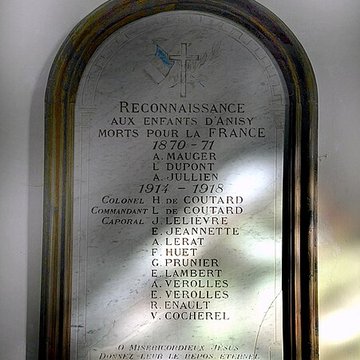 RECONNAISSANCE
AUX ENFANTS D'ANISY
MORTS POUR LA FRANCE
1870-71
A. MAUGER
L. DUPONT
A. JULLIEN
1914 - 1918
COLONEL H. DE COUTARD
COMMANDANT L. DE COUTARD
CAPORAL J. LELIEVRE
E. JEANNETTE
A. LERAT
F. HUET
G. PRUNIER
E. LAMBERT
A. VEROLLES
E. VEROLLES
R. ENAULT
V. COCHEREL
O MISERICORDIEUX JESUS
DONNEZ LEUR LE REPOS ETERNEL